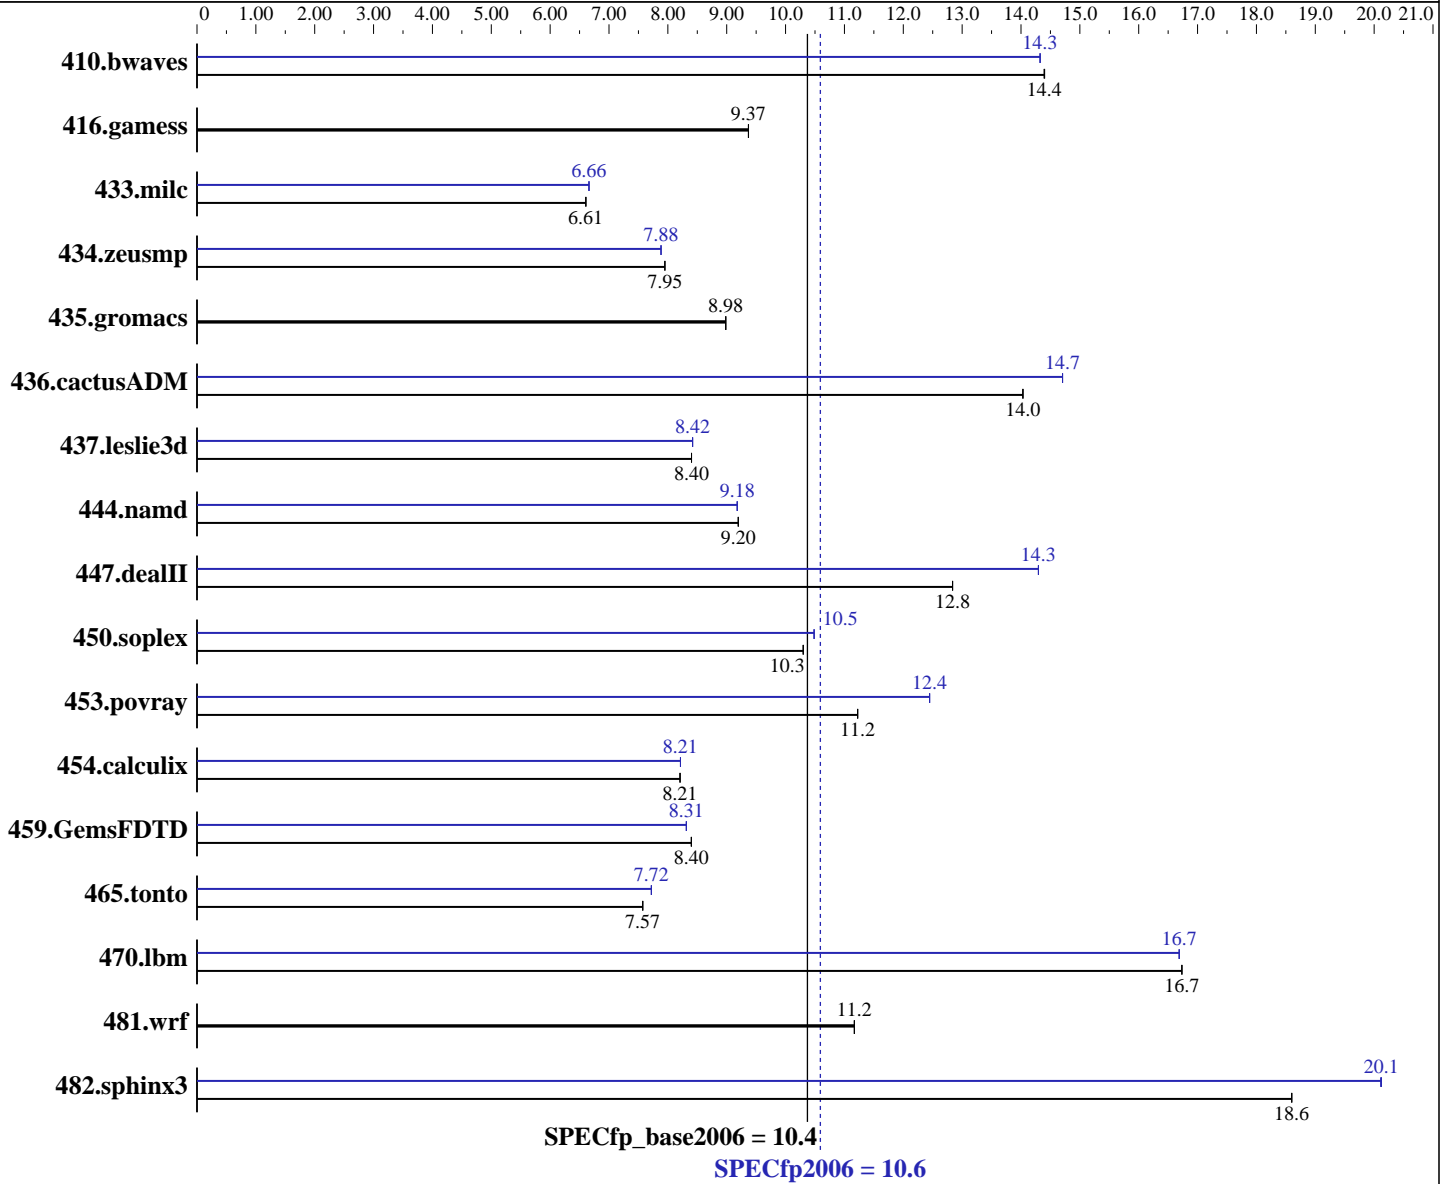 0 1.00 2.00 3.00 4.00 5.00 6.00 7.00 8.00 9.00 10.0 11.0 12.0 13.0 14.0 15.0 16.0 17.0 18.0 19.0 20.0 21.0
14.3
410.bwaves
14.4
9.37
416.gamess
6.66
433.milc
6.61
7.88
434.zeusmp
7.95
8.98
435.gromacs
14.7
436.cactusADM
14.0
8.42
437.leslie3d
8.40
9.18
444.namd
9.20
14.3
447.dealII
12.8
10.5
450.soplex
10.3
12.4
453.povray
11.2
8.21
454.calculix
8.21
8.31
459.GemsFDTD
8.40
7.72
465.tonto
7.57
16.7
470.lbm
16.7
11.2
481.wrf
20.1
482.sphinx3
18.6
SPECfp_base2006 = 10.4
SPECfp2006 = 10.6